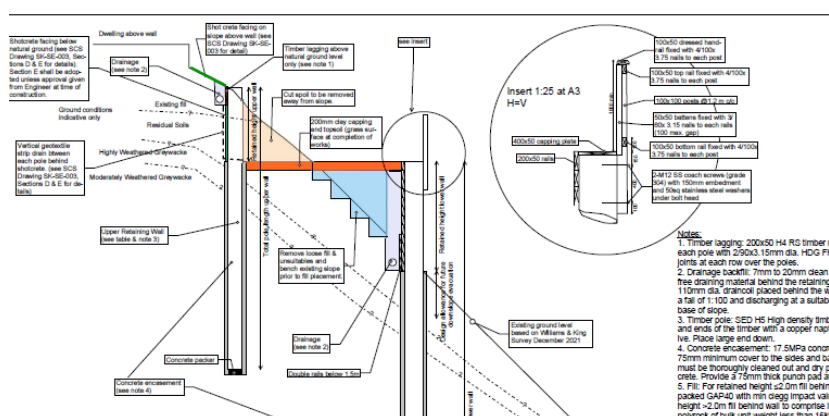 Shotcrete facing below
natural ground (see SCS
Drawing SK-SE-003, Sec-
tions D & E for details).
Section E shall be adop-
ted unless approval given
from Engineer at time of
construction.
Dwelling above wall
Shot crete facing on
slope above wall (see
SCS Drawing SK-SE-
003 for detail)
Drainage
(see note 2)
Timber lagging above
natural ground level
only (see note 1)
see insert
Ground conditions
indicative only
Existing fill
Residual Soils
Highly Weathered Greywacke
Moderately Weathered Greywacke
Cut spoil to be removed
away from slope.
200mm clay capping
and topsoil (grass sur-
face at completion of
works)
Vertical geotextile
strip drain btween
each pole behind
shotcrete. (see SCS
Drawing SK-SE-003,
Sections D & E for de-
tails)
Retained height upper wall
Total pole length upper wall
Upper Retaining Wall
(see table & note 3)
Remove loose fill &
unsuitables and
bench existing slope
prior to fill placement.
Retained height lower wall
Design allowance for future
downslope evacuation
Drainage
(see note 2)
Double rails below 1.5m
Existing ground level
based on Williams & King
Survey December 2021
Concrete packer
Concrete encasement
(see note 4)
Insert 1:25 at A3
H=V
100x50 dressed hand-
rail fixed with 4/100x
3.75 nails to each post
100x50 top rail fixed with 4/100x
3.75 nails to each post
100x100 posts @1.2 m c/c
50x50 battens fixed with 3/
60x 3.15 nails to each rails
(100 max. gap)
100x50 bottom rail fixed with 4/100x
3.75 nails to each post
400x50 capping plate
200x50 rails
2-M12 SS coach screws (grade
304) with 150mm embedment
and 50sq stainless steel washers
under bolt head
Notes:
1. Timber lagging: 200x50 H4 RS timber
each pole with 2/90x3.15mm dia. HDG
joints at each row over the poles.
2. Drainage backfill: 7mm to 20mm clean
free draining material behind the retaining
110mm dia. draincoil placed behind the
a fall of 1:100 and discharging at a
base of slope.
3. Timber pole: SED H5 High density
and ends of the timber with a copper
ive. Place large end down.
4. Concrete encasement: 17.5MPa
75mm minimum cover to the sides and
must be thoroughly cleaned out and dry
crete. Provide a 75mm thick punch pad
5. Fill: For retained height ≤2.0m fill
packed GAP40 with min clegg impact
height >2.0m fill behind wall to comprise